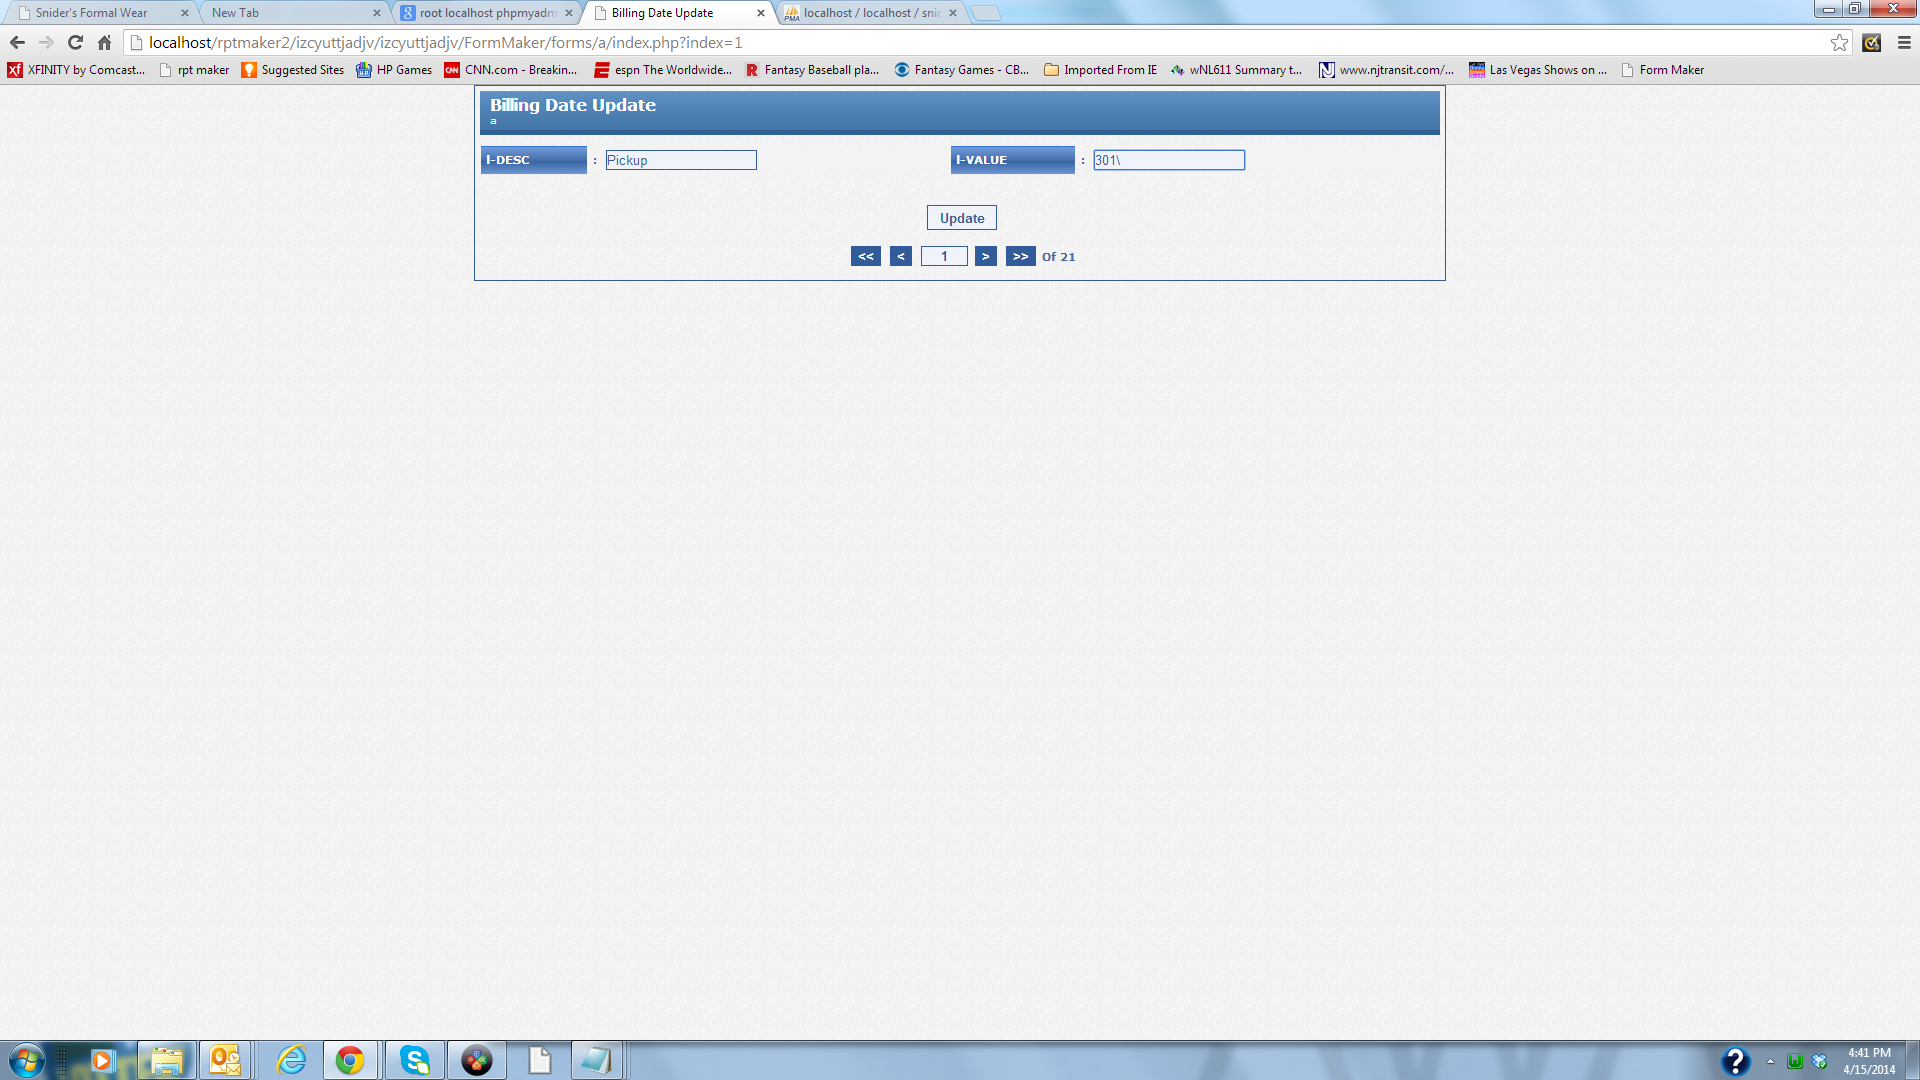 Snider's Formal Wear
New Tab
root localhost phpmyadm
Billing Date Update
localhost / localhost / snid
localhost/rptmaker2/izcyuttjadjv/izcyuttjadjv/FormMaker/forms/a/index.php?index=1
XFINITY by Comcast... rpt maker Suggested Sites HP Games CNN.com - Breakin... espn The Worldwide... Fantasy Baseball pla... Fantasy Games - CB... Imported From IE wNL611 Summary t... www.njtransit.com/... Las Vegas Shows on ... Form Maker
Billing Date Update
a
I-DESC : Pickup I-VALUE : 301\
Update
<< < 1 > >> Of 21
4:41 PM
4/15/2014